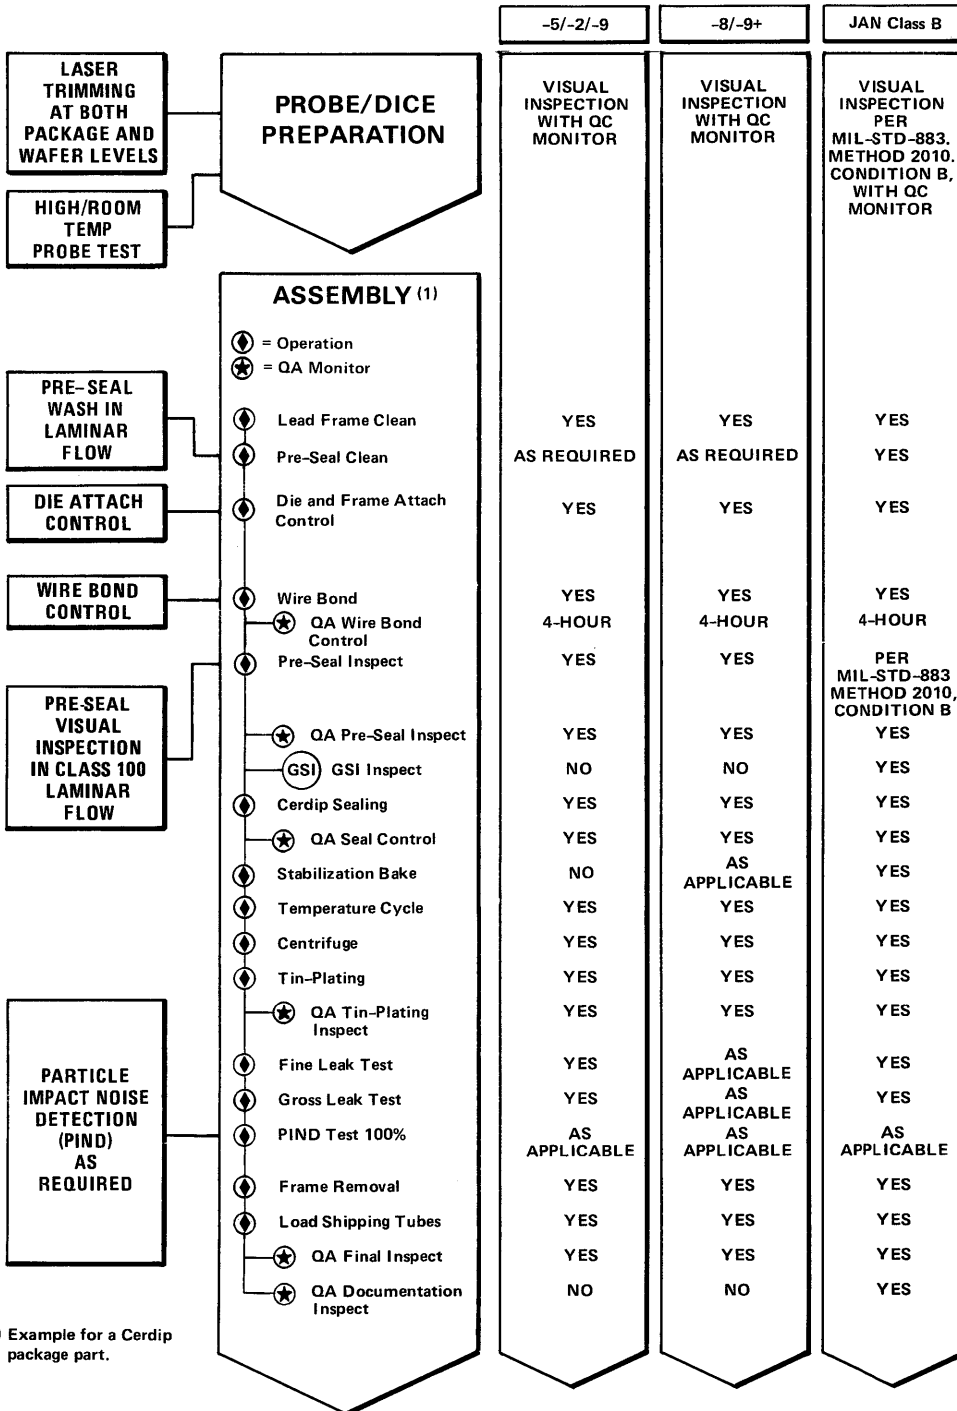 -5/-2/-9 -8/-9+ JAN Class B
LASER
TRIMMING
AT BOTH
PACKAGE AND
WAFER LEVELS
HIGH/ROOM
TEMP
PROBE TEST
PROBE/DICE
PREPARATION
VISUAL
INSPECTION
WITH QC
MONITOR
VISUAL
INSPECTION
WITH QC
MONITOR
VISUAL
INSPECTION
PER
MIL-STD-883.
METHOD 2010.
CONDITION B,
WITH QC
MONITOR
ASSEMBLY (1)
= Operation
= QA Monitor
PRE-SEAL
WASH IN
LAMINAR
FLOW
Lead Frame Clean YES YES YES
Pre-Seal Clean AS REQUIRED AS REQUIRED YES
DIE ATTACH
CONTROL
Die and Frame Attach
Control YES YES YES
WIRE BOND
CONTROL
Wire Bond YES YES YES
QA Wire Bond 4-HOUR 4-HOUR 4-HOUR
Control
Pre-Seal Inspect YES YES PER
MIL-STD-883
METHOD 2010,
CONDITION B
PRE-SEAL
VISUAL
INSPECTION
IN CLASS 100
LAMINAR
FLOW
QA Pre-Seal Inspect YES YES YES
GSI GSI Inspect NO NO YES
Cerdip Sealing YES YES YES
QA Seal Control YES YES YES
Stabilization Bake NO AS
APPLICABLE YES
Temperature Cycle YES YES YES
Centrifuge YES YES YES
Tin-Plating YES YES YES
QA Tin-Plating YES YES YES
Inspect
PARTICLE
IMPACT NOISE
DETECTION
(PIND)
AS
REQUIRED
Fine Leak Test YES AS
APPLICABLE YES
Gross Leak Test YES AS
APPLICABLE YES
PIND Test 100% AS
APPLICABLE AS
APPLICABLE AS
APPLICABLE
Frame Removal YES YES YES
Load Shipping Tubes YES YES YES
QA Final Inspect YES YES YES
QA Documentation NO NO YES
Inspect
Example for a Cerdip
package part.